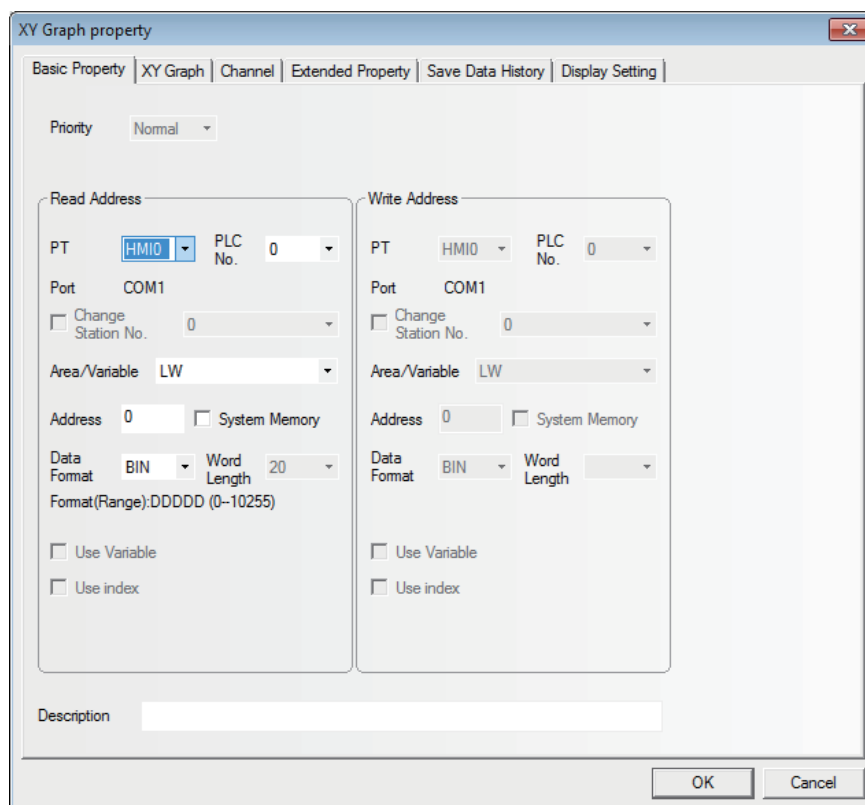 XY Graph property
Basic Property XY Graph Channel Extended Property Save Data History Display Setting
Priority Normal
Read Address
PT HMI0 PLC No. 0
Port COM1
Change Station No. 0
Area/Variable LW
Address 0 System Memory
Data Format BIN Word Length 20
Format(Range):DDDDD (0--10255)
Use Variable
Use index
Write Address
PT HMI0 PLC No. 0
Port COM1
Change Station No. 0
Area/Variable LW
Address 0 System Memory
Data Format BIN Word Length
Use Variable
Use index
Description
OK Cancel